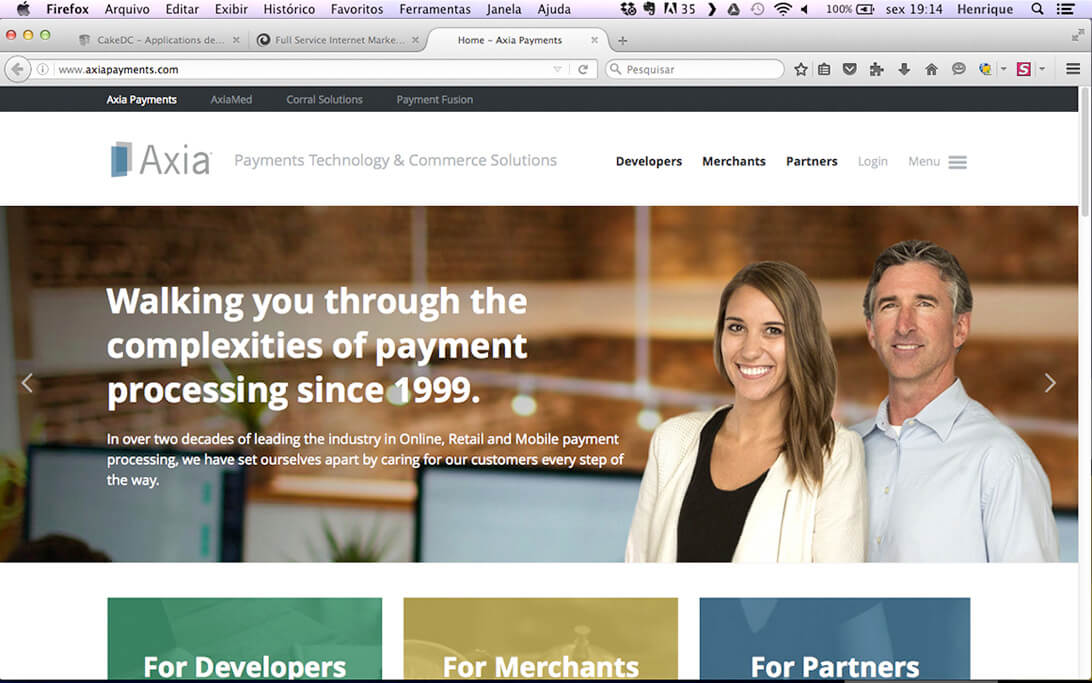 Firefox Arquivo Editar Exibir Histórico Favoritos Ferramentas Janela Ajuda 35 100% sex 19:14 Henrique
CakeDC – Applications de... Full Service Internet Marke... Home – Axia Payments
www.axiapayments.com Pesquisar
Axia Payments AxiaMed Corral Solutions Payment Fusion
Axia Payments Technology & Commerce Solutions Developers Merchants Partners Login Menu
Walking you through the
complexities of payment
processing since 1999.
In over two decades of leading the industry in Online, Retail and Mobile payment
processing, we have set ourselves apart by caring for our customers every step of
the way.
For Developers For Merchants For Partners